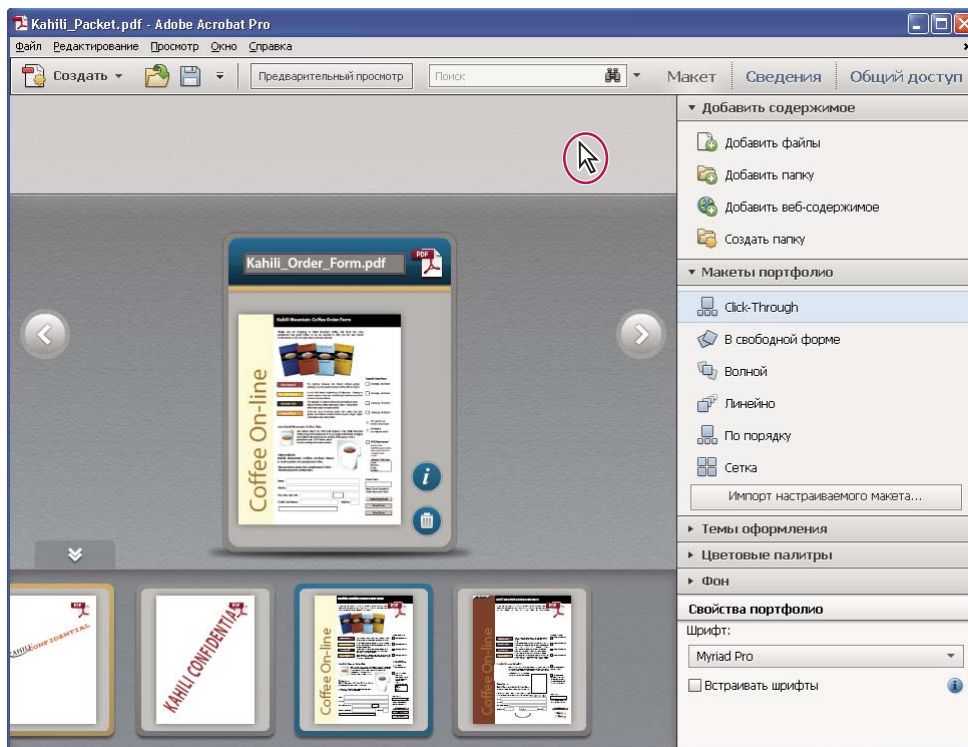 Kahili_Packet.pdf - Adobe Acrobat Pro
Файл Редактирование Просмотр Окно Справка
Создать Предварительный просмотр Поиск Макет Сведения Общий доступ
Добавить содержимое
Добавить файлы
Добавить папку
Добавить веб-содержимое
Создать папку
Макеты портфолио
Click-Through
В свободной форме
Волной
Линейно
По порядку
Сетка
Импорт настраиваемого макета...
Темы оформления
Цветовые палитры
Фон
Свойства портфолио
Шрифт:
Myriad Pro
Встраивать шрифты
Kahili_Order_Form.pdf
PDF
Kahili Mountain Coffee Order Form
Coffee On-line
KAHILI CONFIDENTIAL
KAHILI CONFIDENTIAL
Coffee On-line
Coffee On-line